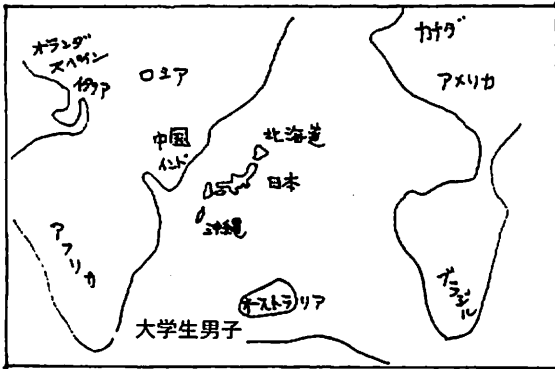 オランダ
スペイン
イタリア
ロシア
中国
インド
北海道
日本
沖縄
アフリカ
オーストラリア
カナダ
アメリカ
ブラジル
大学生男子